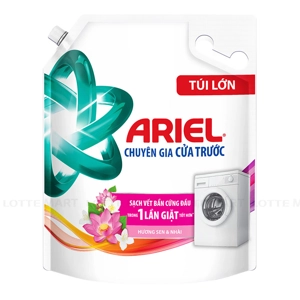 TÚI LỚN
ARIEL
CHUYÊN GIA CỬA TRƯỚC
SẠCH VẾT BẨN CỨNG ĐẦU
TRONG 1 LẦN GIẶT
HƯƠNG SEN & NHÀI